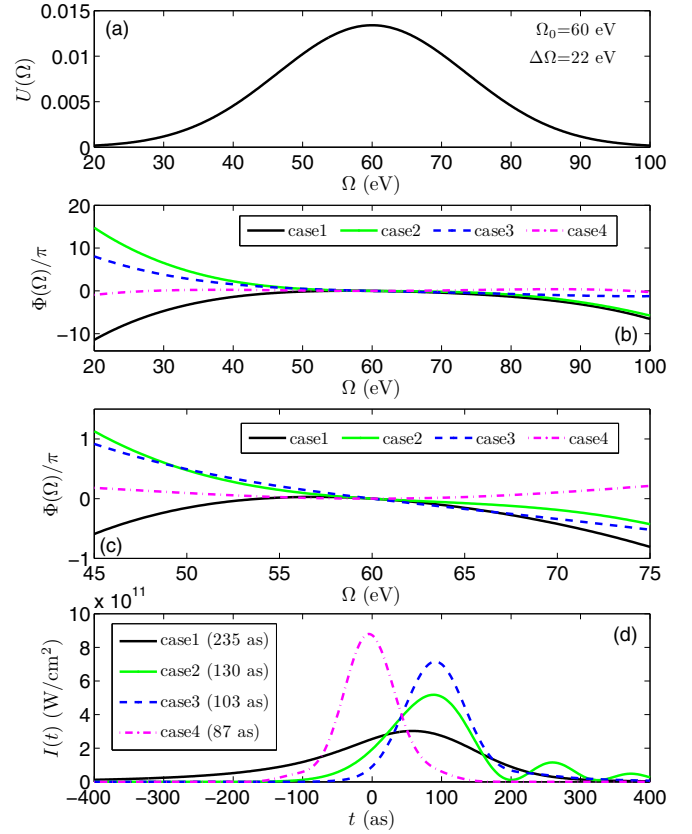 (a)
Ω₀=60 eV
ΔΩ=22 eV
U(Ω)
0.015
0.01
0.005
0
20 30 40 50 60 70 80 90 100
Ω (eV)
case1 case2 case3 case4
Φ(Ω)/π
20
10
0
−10
(b)
20 30 40 50 60 70 80 90 100
Ω (eV)
case1 case2 case3 case4
Φ(Ω)/π
1
0
−1
(c)
45 50 55 60 65 70 75
Ω (eV)
x 10¹¹
(d)
case1 (235 as)
case2 (130 as)
case3 (103 as)
case4 (87 as)
I(t) (W/cm²)
10
8
6
4
2
0
−400 −300 −200 −100 0 100 200 300 400
t (as)